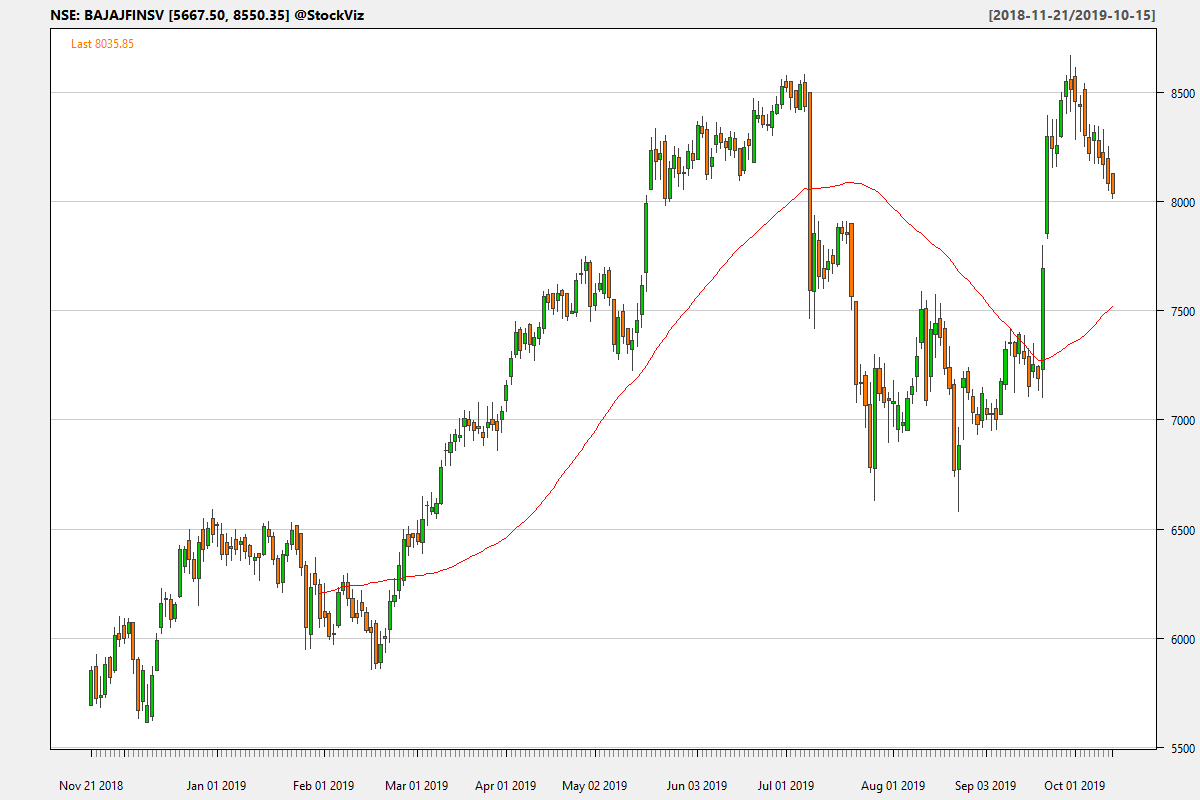 NSE: BAJAJFINSV [5667.50, 8550.35] @StockViz
[2018-11-21/2019-10-15]
Last 8035.85
8500
8000
7500
7000
6500
6000
5500
Nov 21 2018
Jan 01 2019
Feb 01 2019
Mar 01 2019
Apr 01 2019
May 02 2019
Jun 03 2019
Jul 01 2019
Aug 01 2019
Sep 03 2019
Oct 01 2019